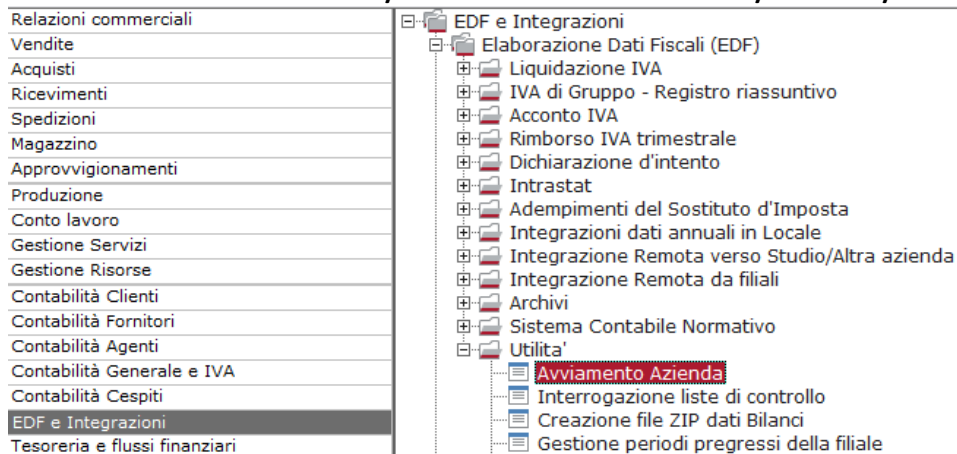 Relazioni commerciali
Vendite
Acquisti
Ricevimenti
Spedizioni
Magazzino
Approvvigionamenti
Produzione
Conto lavoro
Gestione Servizi
Gestione Risorse
Contabilità Clienti
Contabilità Fornitori
Contabilità Agenti
Contabilità Generale e IVA
Contabilità Cespiti
EDF e Integrazioni
Tesoreria e flussi finanziari
EDF e Integrazioni
Elaborazione Dati Fiscali (EDF)
Liquidazione IVA
IVA di Gruppo - Registro riassuntivo
Acconto IVA
Rimborso IVA trimestrale
Dichiarazione d'intento
Intrastat
Adempimenti del Sostituto d'Imposta
Integrazioni dati annuali in Locale
Integrazione Remota verso Studio/Altra azienda
Integrazione Remota da filiali
Archivi
Sistema Contabile Normativo
Utilita'
Avviamento Azienda
Interrogazione liste di controllo
Creazione file ZIP dati Bilanci
Gestione periodi pregressi della filiale